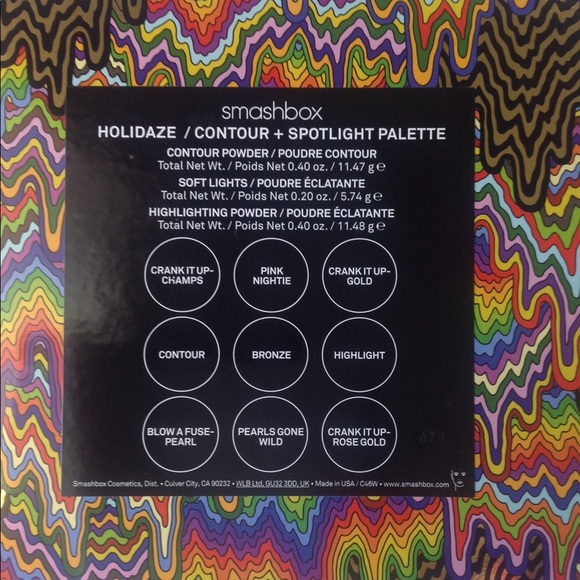 smashbox
HOLIDAZE / CONTOUR + SPOTLIGHT PALETTE
CONTOUR POWDER / POUDRE CONTOUR
Total Net Wt. / Poids Net 0.40 oz. / 11.47 g ℮
SOFT LIGHTS / POUDRE ÉCLATANTE
Total Net Wt. / Poids Net 0.20 oz. / 5.74 g ℮
HIGHLIGHTING POWDER / POUDRE ÉCLATANTE
Total Net Wt. / Poids Net 0.40 oz. / 11.48 g ℮
CRANK IT UP-
CHAMPS
PINK
NIGHTIE
CRANK IT UP-
GOLD
CONTOUR
BRONZE
HIGHLIGHT
BLOW A FUSE-
PEARL
PEARLS GONE
WILD
CRANK IT UP-
ROSE GOLD
A78
Smashbox Cosmetics, Dist. • Culver City, CA 90232 • WLB Ltd, GU32 3DD, UK • Made in USA / C46W • www.smashbox.com